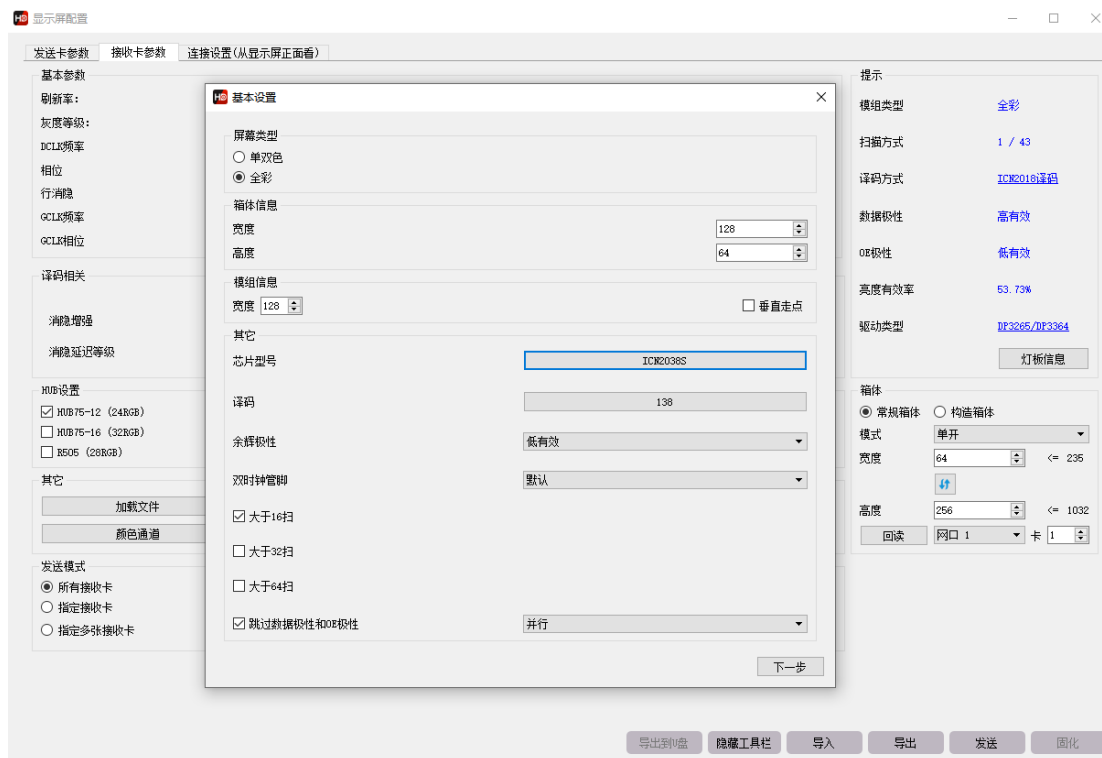 HD 显示屏配置
发送卡参数 接收卡参数 连接设置(从显示屏正面看)
基本参数
刷新率:
灰度等级:
DCLK频率
相位
行消隐
GCLK频率
GCLK相位
译码相关
消隐增强
消隐延迟等级
HUB设置
HUB75-12 (24RGB)
HUB75-16 (32RGB)
R505 (28RGB)
其它
加载文件
颜色通道
发送模式
所有接收卡
指定接收卡
指定多张接收卡
HD 基本设置
屏幕类型
单双色
全彩
箱体信息
宽度 128
高度 64
模组信息
宽度 128 垂直走点
其它
芯片型号 ICN2038S
译码 138
余辉极性 低有效
双时钟管脚 默认
大于16扫
大于32扫
大于64扫
跳过数据极性和OE极性 并行
下一步
提示
模组类型 全彩
扫描方式 1 / 43
译码方式 ICN2018译码
数据极性 高有效
OE极性 低有效
亮度有效率 53.73%
驱动类型 DP3265/DP3364
灯板信息
箱体
常规箱体 构造箱体
模式 单开
宽度 64 <= 235
高度 256 <= 1032
回读 网口 1 卡 1
导出到U盘 隐藏工具栏 导入 导出 发送 固化